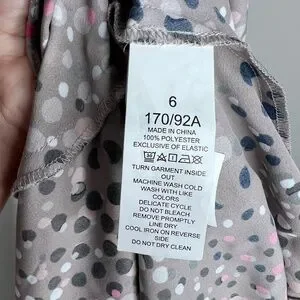 6
170/92A
MADE IN CHINA
100% POLYESTER
EXCLUSIVE OF ELASTIC
TURN GARMENT INSIDE
OUT
MACHINE WASH COLD
WASH WITH LIKE
COLORS
DELICATE CYCLE
DO NOT BLEACH
REMOVE PROMPTLY
LINE DRY
COOL IRON ON REVERSE
SIDE
DO NOT DRY CLEAN